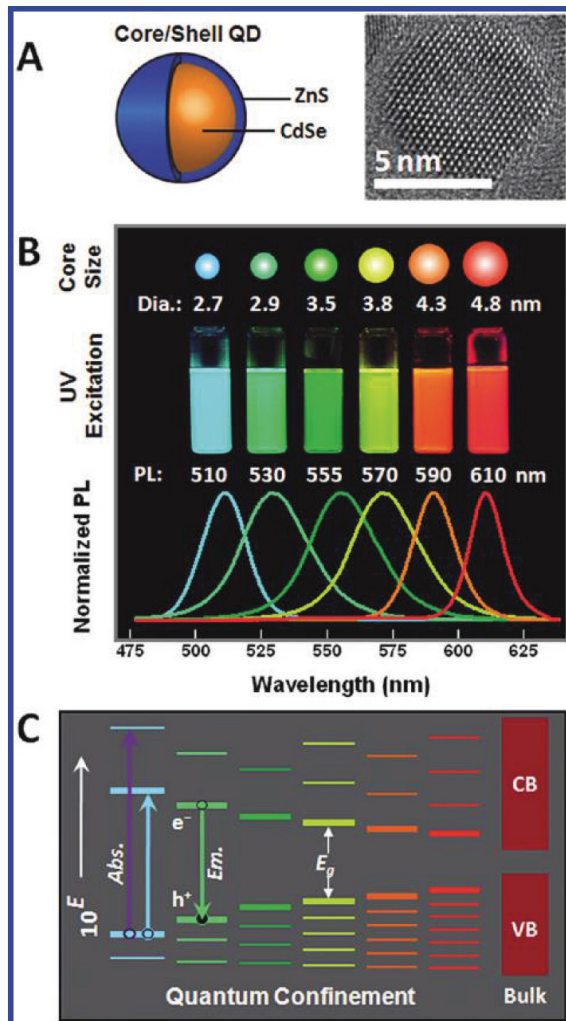 A
Core/Shell QD
ZnS
CdSe
5 nm
B
Core Size
Dia.: 2.7 2.9 3.5 3.8 4.3 4.8 nm
UV Excitation
PL: 510 530 555 570 590 610 nm
Normalized PL
475 500 525 550 575 600 625
Wavelength (nm)
C
10 E
Abs.
e⁻
Em.
h⁺
E_g
CB
VB
Quantum Confinement
Bulk